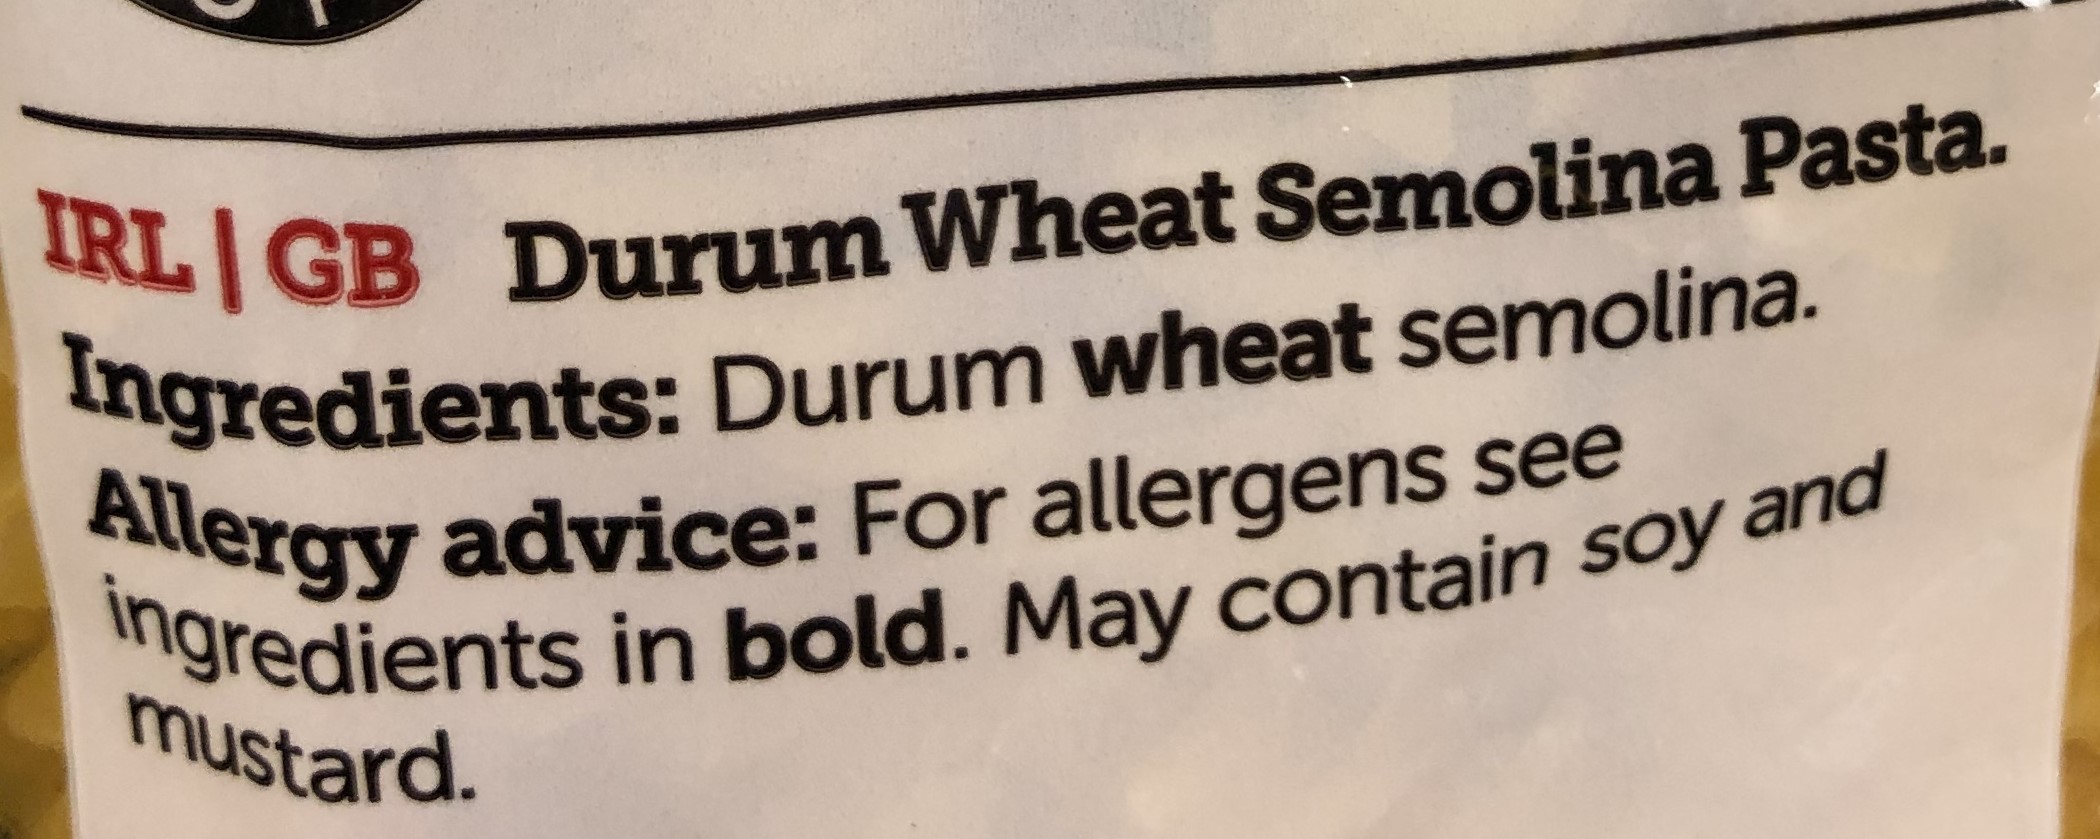 IRL | GB Durum Wheat Semolina Pasta.
Ingredients: Durum wheat semolina.
Allergy advice: For allergens see
ingredients in bold. May contain soy and
mustard.